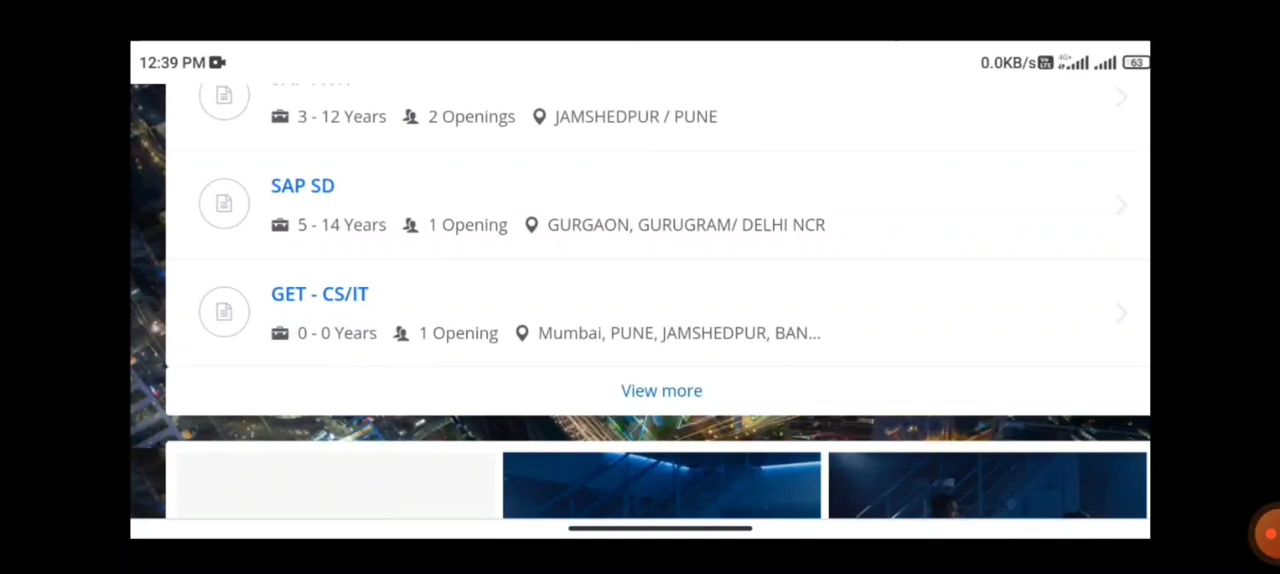 12:39 PM
0.0KB/s 4G+ 63
3 - 12 Years 2 Openings JAMSHEDPUR / PUNE
SAP SD
5 - 14 Years 1 Opening GURGAON, GURUGRAM/ DELHI NCR
GET - CS/IT
0 - 0 Years 1 Opening Mumbai, PUNE, JAMSHEDPUR, BAN...
View more